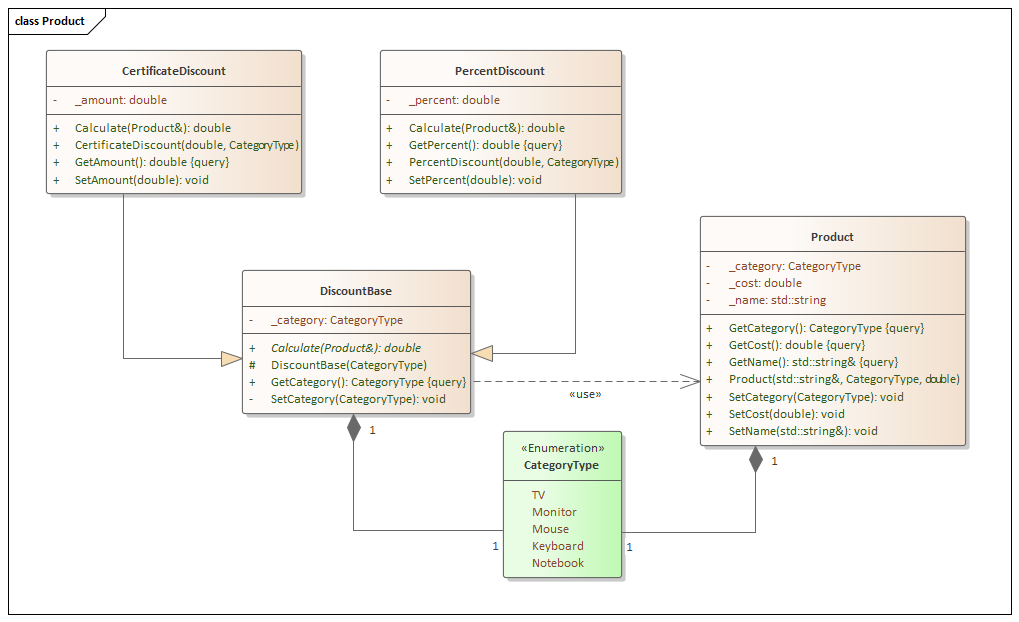 class Product
CertificateDiscount
- _amount: double
+ Calculate(Product&): double
+ CertificateDiscount(double, CategoryType)
+ GetAmount(): double {query}
+ SetAmount(double): void
PercentDiscount
- _percent: double
+ Calculate(Product&): double
+ GetPercent(): double {query}
+ PercentDiscount(double, CategoryType)
+ SetPercent(double): void
Product
- _category: CategoryType
- _cost: double
- _name: std::string
+ GetCategory(): CategoryType {query}
+ GetCost(): double {query}
+ GetName(): std::string& {query}
+ Product(std::string&, CategoryType, double)
+ SetCategory(CategoryType): void
+ SetCost(double): void
+ SetName(std::string&): void
DiscountBase
- _category: CategoryType
+ Calculate(Product&): double
# DiscountBase(CategoryType)
+ GetCategory(): CategoryType {query}
- SetCategory(CategoryType): void
«use»
1
1
«Enumeration»
CategoryType
TV
Monitor
Mouse
Keyboard
Notebook
1
1